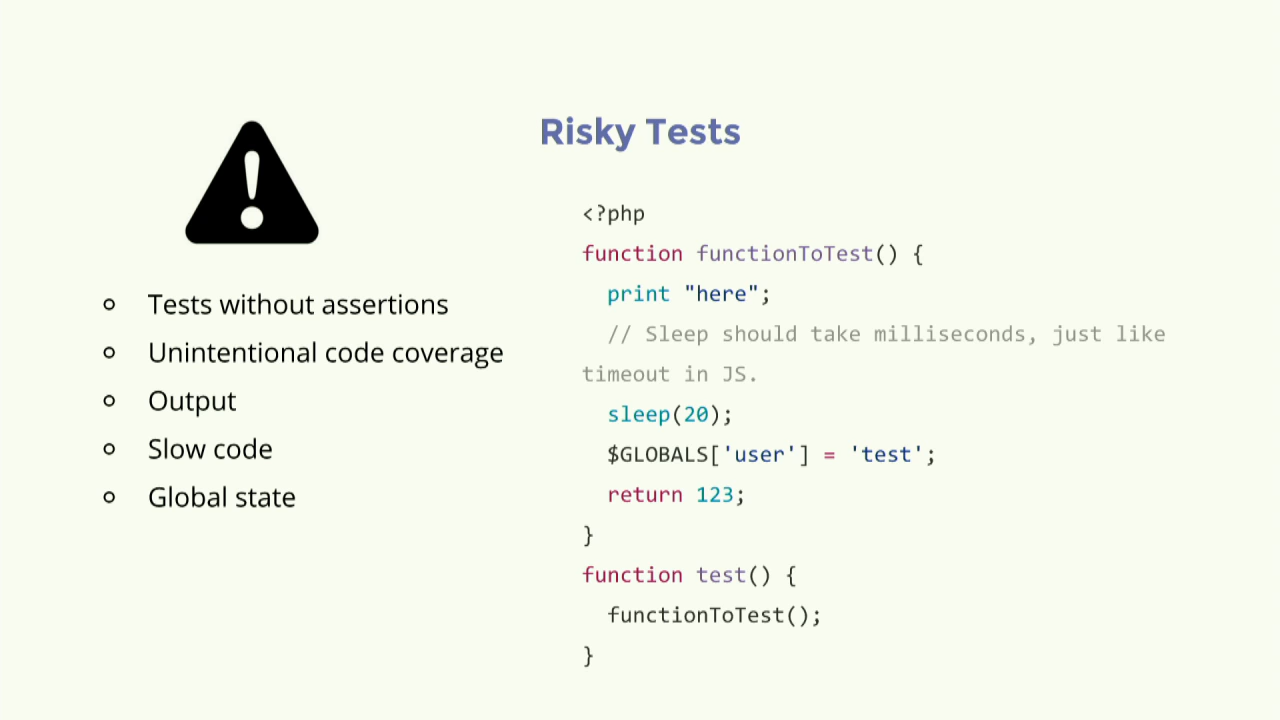 Risky Tests
Tests without assertions
Unintentional code coverage
Output
Slow code
Global state
<?php
function functionToTest() {
  print "here";
  // Sleep should take milliseconds, just like
timeout in JS.
  sleep(20);
  $GLOBALS['user'] = 'test';
  return 123;
}
function test() {
  functionToTest();
}